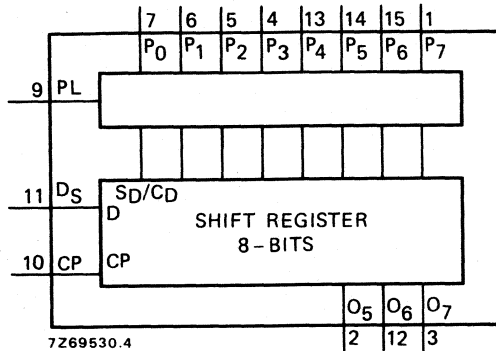 7 6 5 4 13 14 15 1
P0 P1 P2 P3 P4 P5 P6 P7
9 PL
11 DS SD/CD
D
SHIFT REGISTER
8-BITS
10 CP CP
O5 O6 O7
2 12 3
7Z69530.4